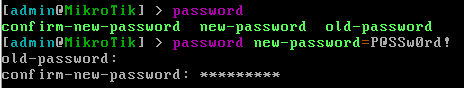 [admin@MikroTik] > password
confirm-new-password new-password old-password
[admin@MikroTik] > password new-password=P@SSw0rd!
old-password:
confirm-new-password: *********